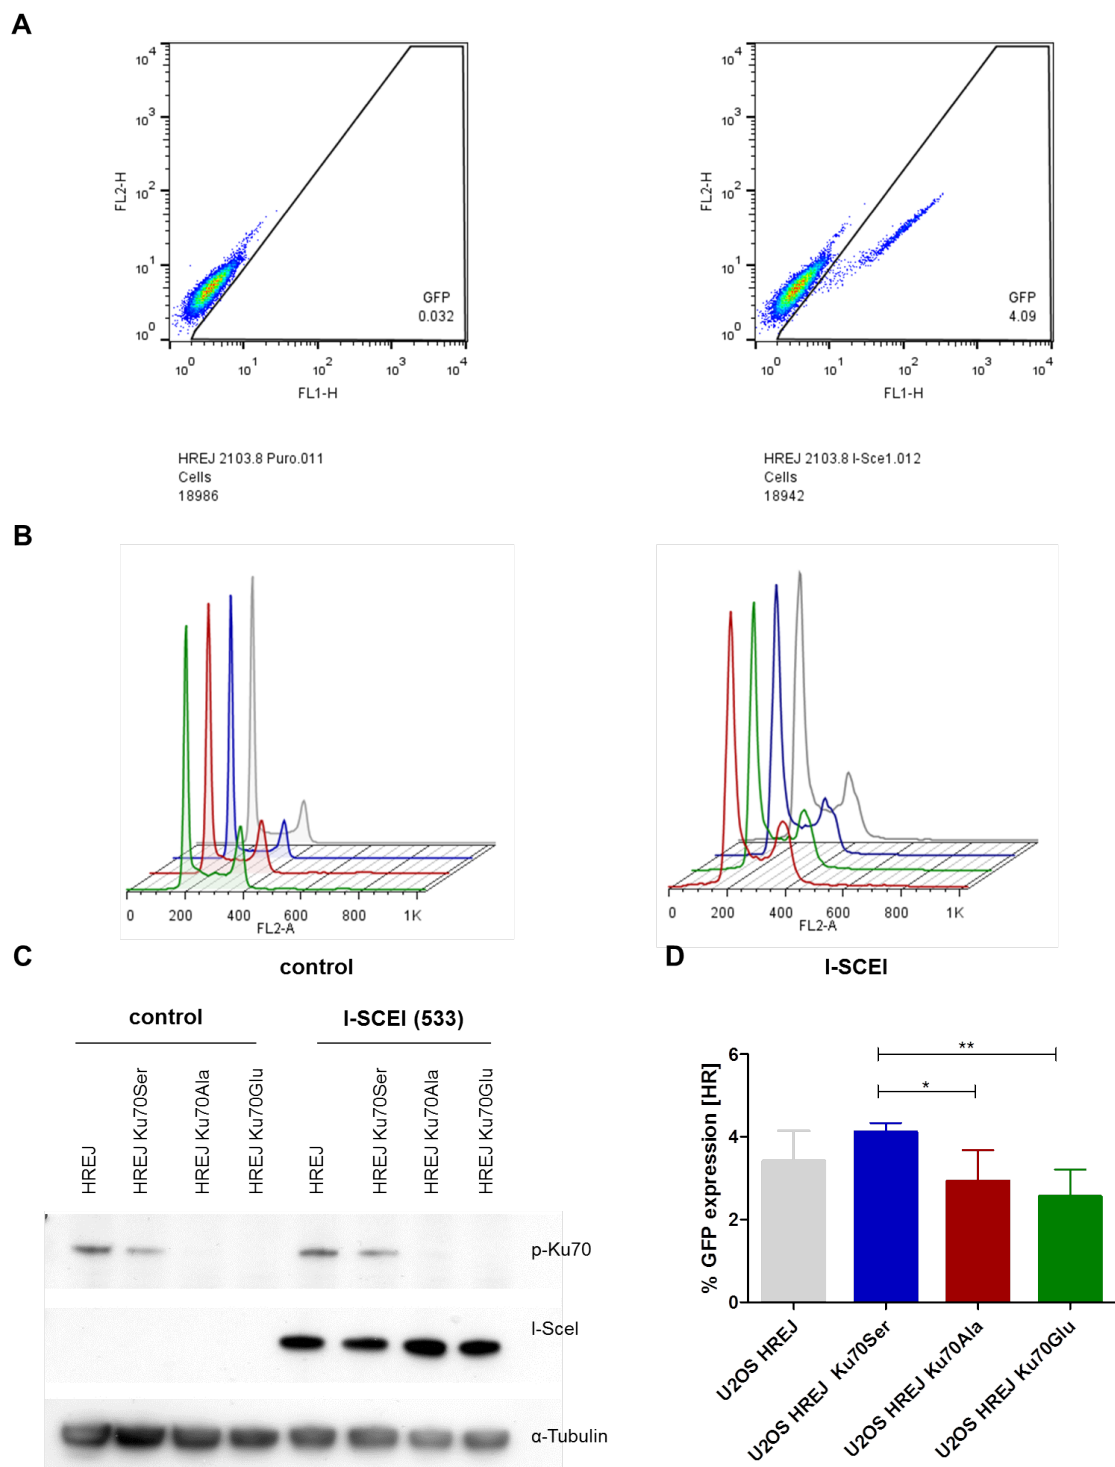 A
10^4
10^3
10^2
10^1
10^0
FL2-H
GFP
0.032
10^0 10^1 10^2 10^3 10^4
FL1-H
HREJ 2103.8 Puro.011
Cells
18986
10^4
10^3
10^2
10^1
10^0
FL2-H
GFP
4.09
10^0 10^1 10^2 10^3 10^4
FL1-H
HREJ 2103.8 I-Sce1.012
Cells
18942
B
0 200 400 600 800 1K
FL2-A
control
0 200 400 600 800 1K
FL2-A
I-SCEI
C
control
I-SCEI (533)
HREJ
HREJ Ku70Ser
HREJ Ku70Ala
HREJ Ku70Glu
HREJ
HREJ Ku70Ser
HREJ Ku70Ala
HREJ Ku70Glu
p-Ku70
I-SceI
α-Tubulin
D
% GFP expression [HR]
6
4
2
0
**
*
U2OS HREJ
U2OS HREJ Ku70Ser
U2OS HREJ Ku70Ala
U2OS HREJ Ku70Glu